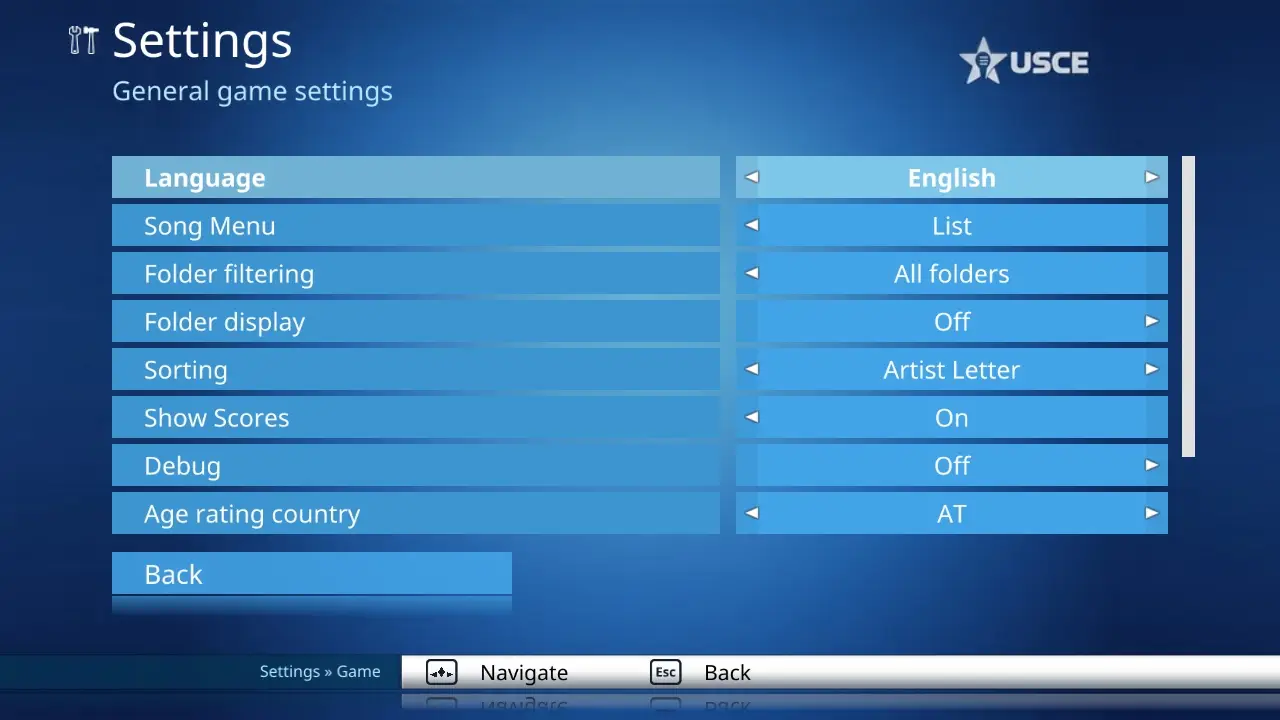 Settings
General game settings
USCE
Language English
Song Menu List
Folder filtering All folders
Folder display Off
Sorting Artist Letter
Show Scores On
Debug Off
Age rating country AT
Back
Settings » Game
Navigate
Esc Back